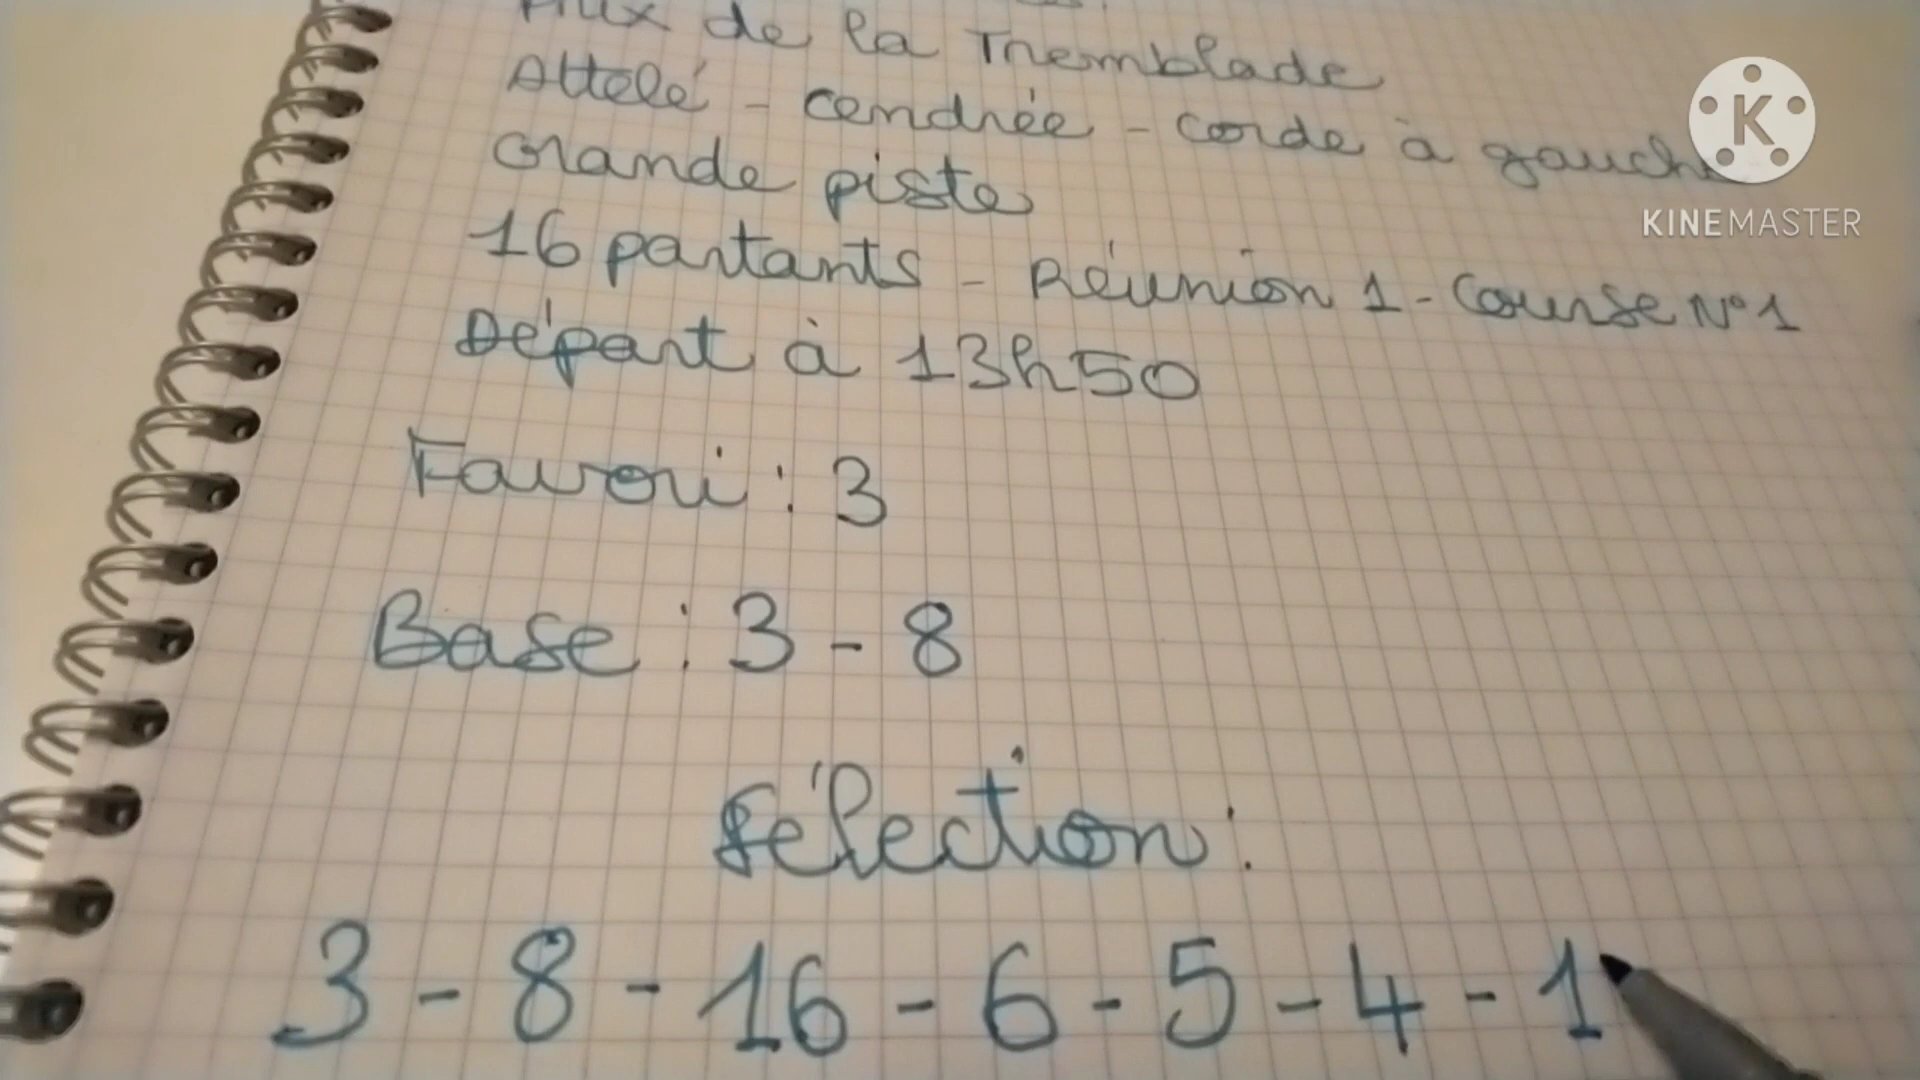 de la Tremblade
Attelé - cendrée - corde à gauche
Grande piste
16 partants - Réunion 1 - Course N° 1
Départ à 13h50
Favori : 3
Base : 3 - 8
Sélection :
3 - 8 - 16 - 6 - 5 - 4 - 1
K
KINEMASTER